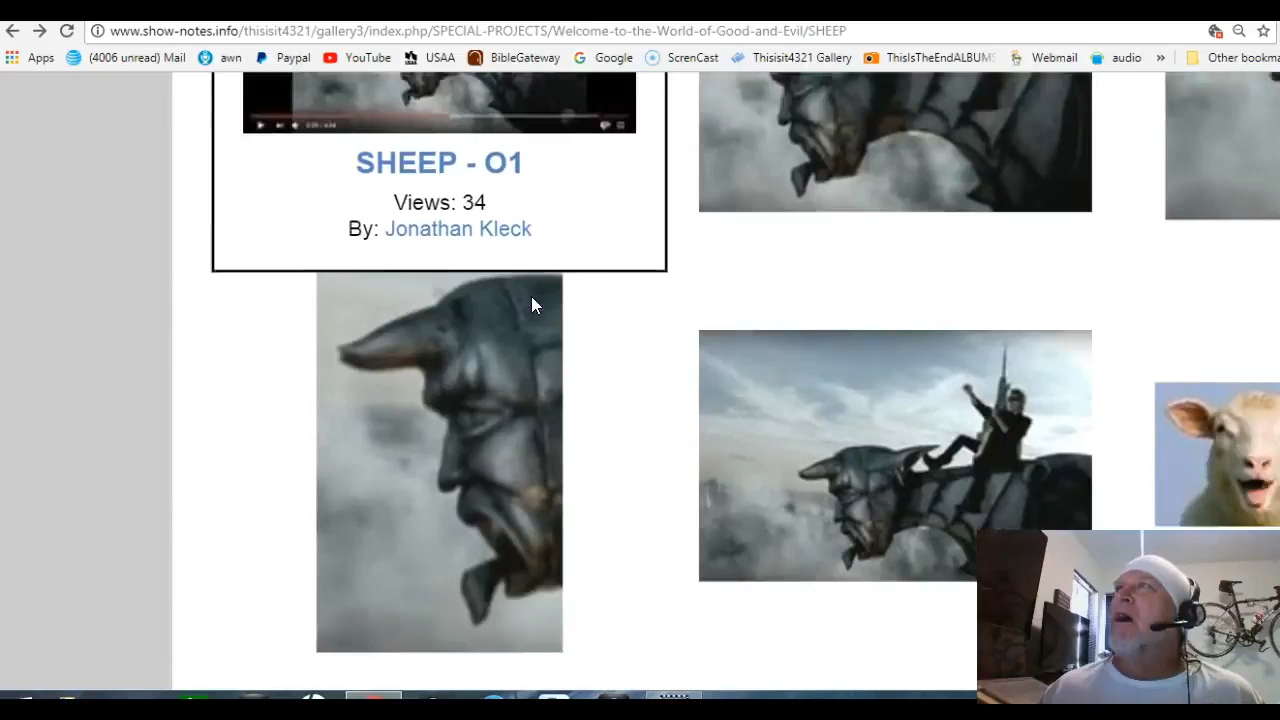 www.show-notes.info/thisisit4321/gallery3/index.php/SPECIAL-PROJECTS/Welcome-to-the-World-of-Good-and-Evil/SHEEP
Apps (4006 unread) Mail awn Paypal YouTube USAA BibleGateway Google ScrenCast Thisisit4321 Gallery ThisIsTheEndALBUMS Webmail audio » Other bookma
SHEEP - O1
Views: 34
By: Jonathan Kleck